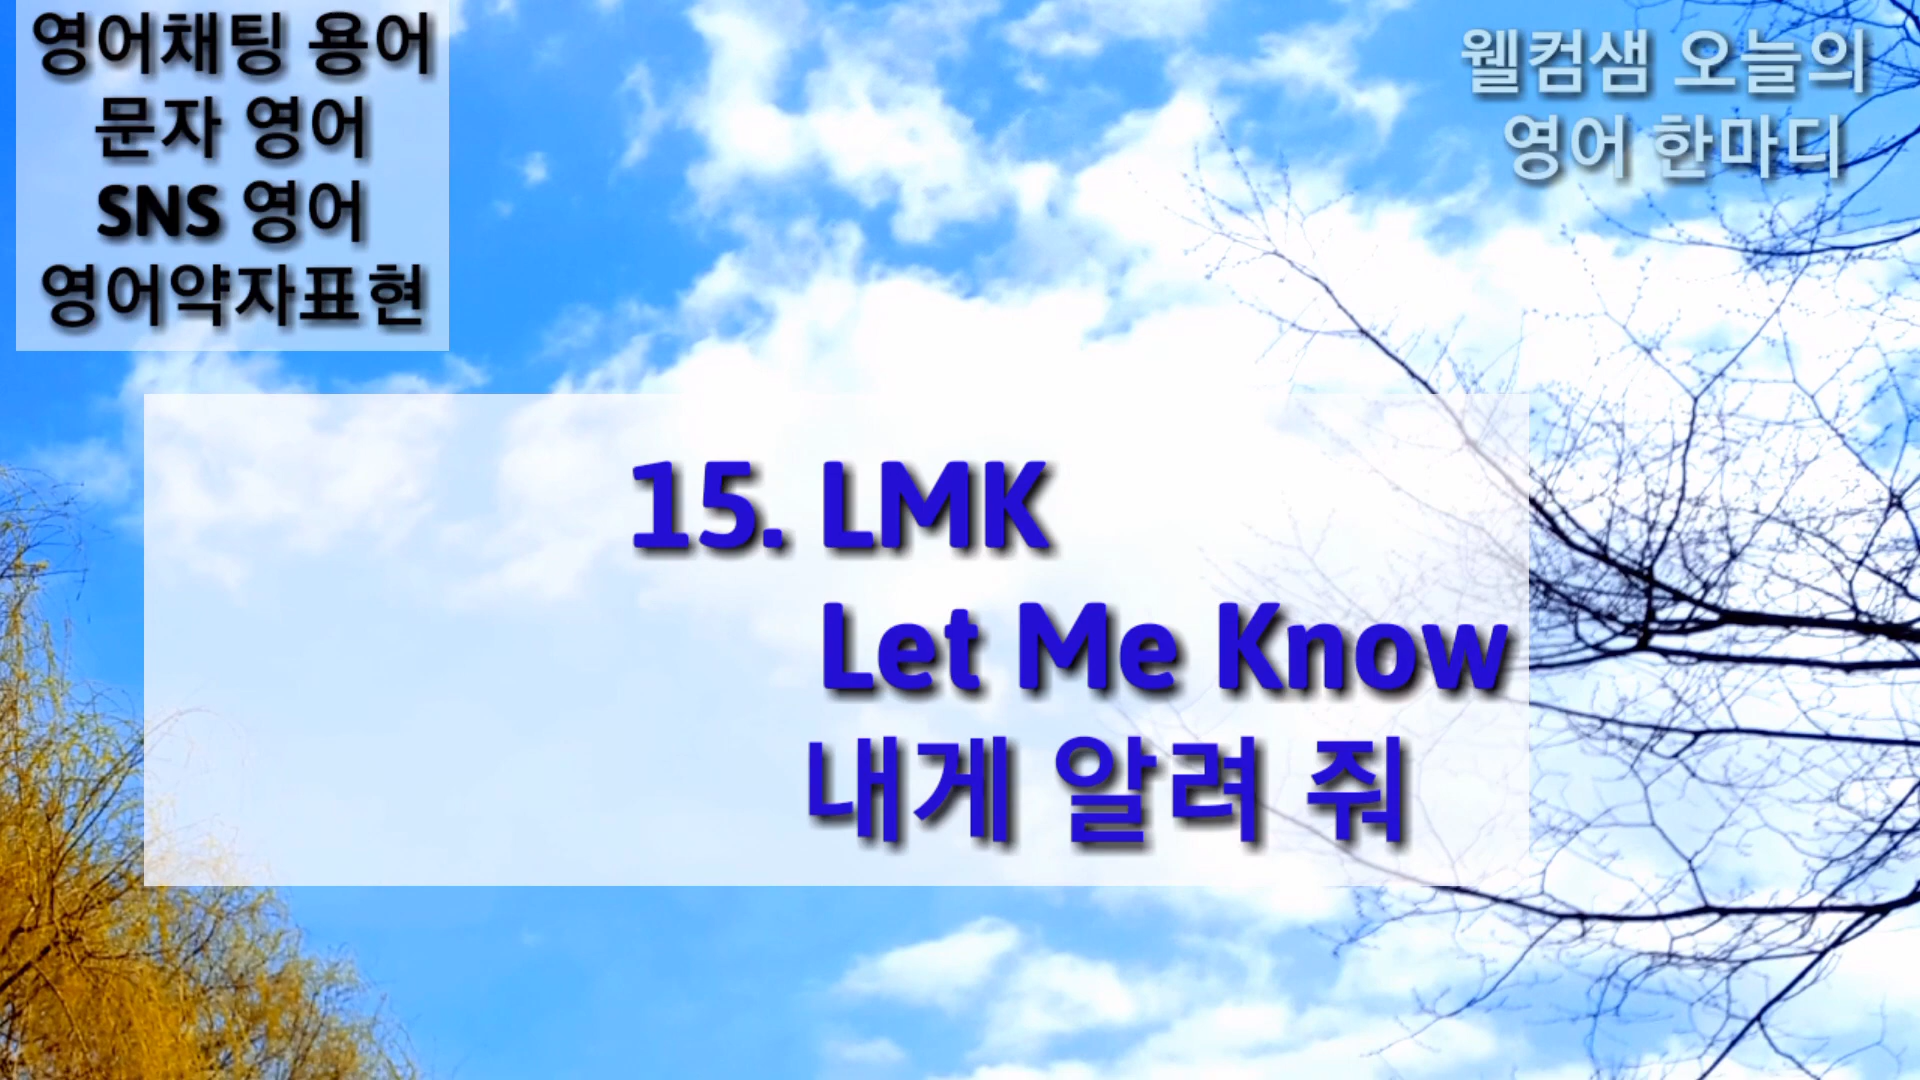 영어채팅 용어
문자 영어
SNS 영어
영어약자표현
웰컴샘 오늘의
영어 한마디
15. LMK
Let Me Know
내게 알려 줘